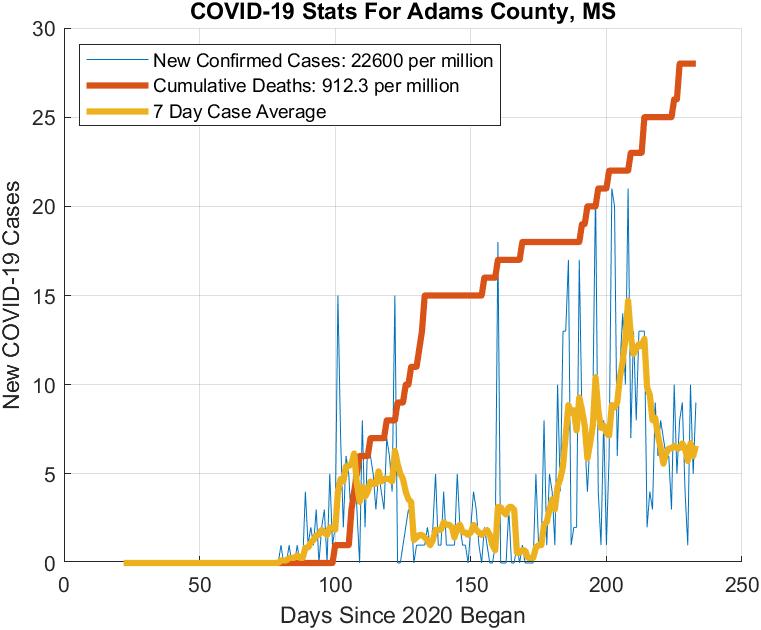 COVID-19 Stats For Adams County, MS
30
25
20
15
10
5
0
New COVID-19 Cases
New Confirmed Cases: 22600 per million
Cumulative Deaths: 912.3 per million
7 Day Case Average
0 50 100 150 200 250
Days Since 2020 Began